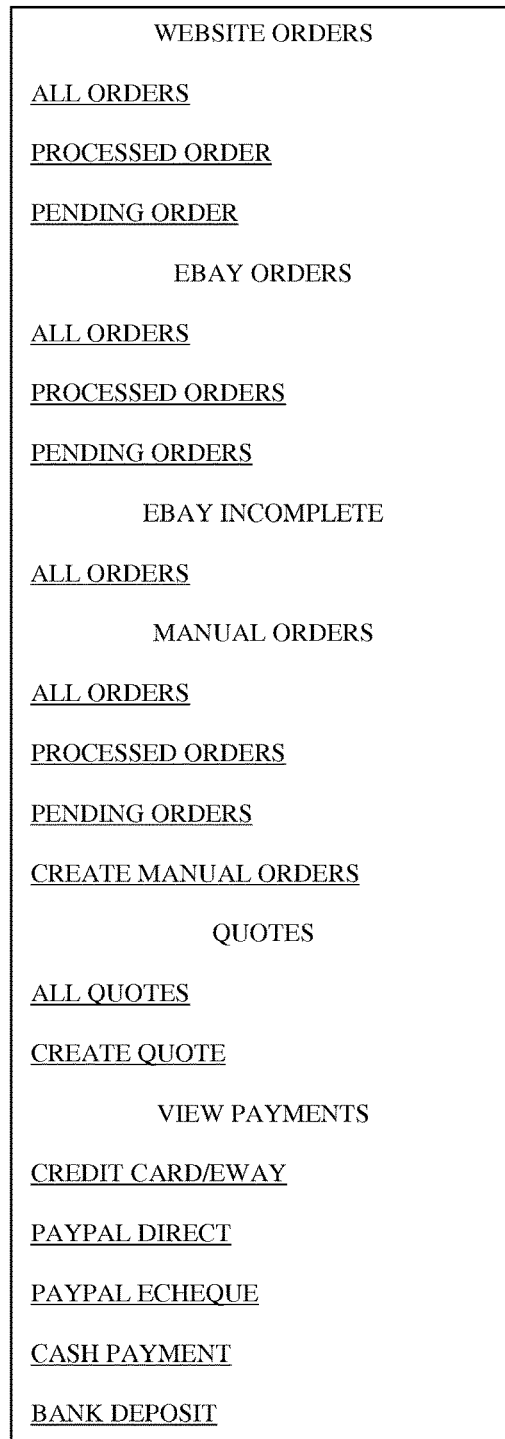 WEBSITE ORDERS
ALL ORDERS
PROCESSED ORDER
PENDING ORDER
EBAY ORDERS
ALL ORDERS
PROCESSED ORDERS
PENDING ORDERS
EBAY INCOMPLETE
ALL ORDERS
MANUAL ORDERS
ALL ORDERS
PROCESSED ORDERS
PENDING ORDERS
CREATE MANUAL ORDERS
QUOTES
ALL QUOTES
CREATE QUOTE
VIEW PAYMENTS
CREDIT CARD/EWAY
PAYPAL DIRECT
PAYPAL ECHEQUE
CASH PAYMENT
BANK DEPOSIT